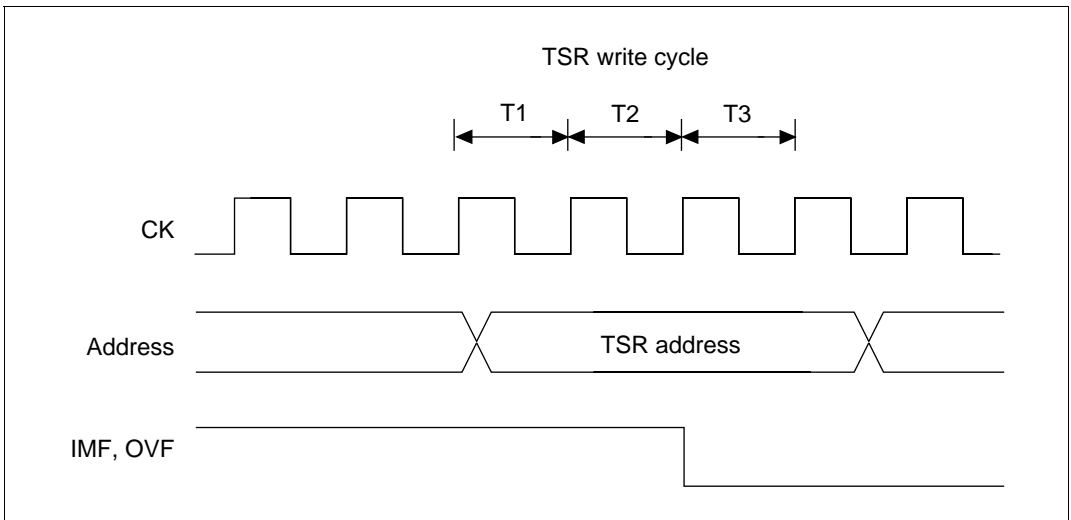 TSR write cycle
T1 T2 T3
CK
Address TSR address
IMF, OVF